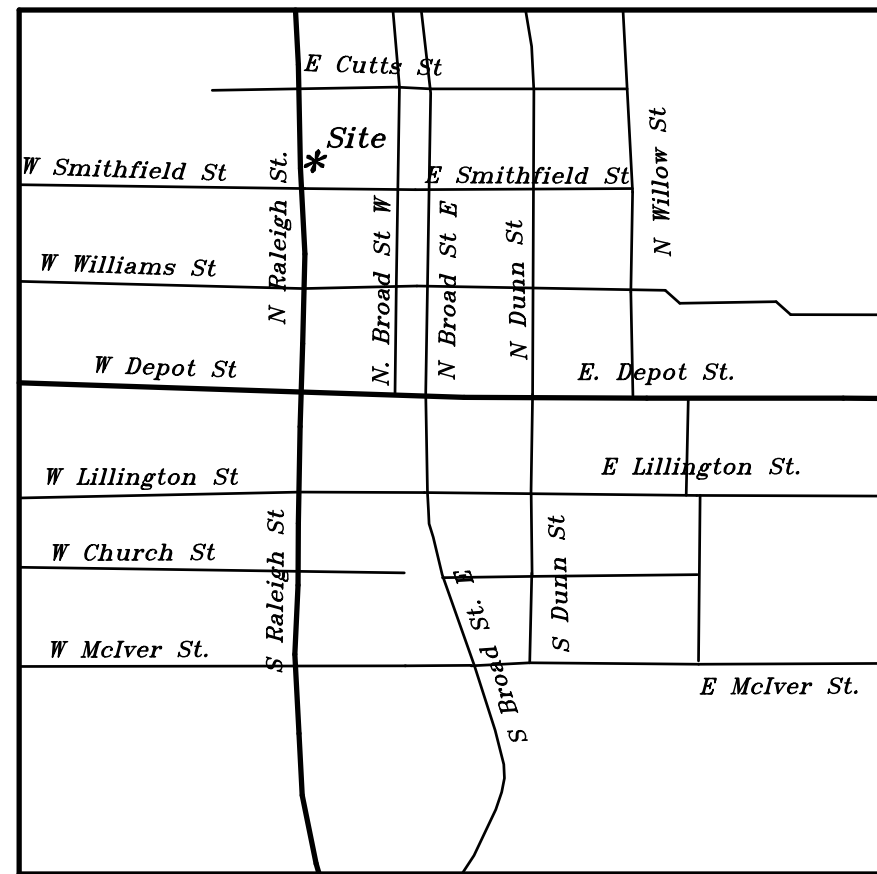 E Cutts St
Site
*
W Smithfield St
E Smithfield St
N Willow St
N Raleigh St.
N. Broad St W
N Broad St E
N Dunn St
W Williams St
W Depot St
E. Depot St.
W Lillington St
E Lillington St.
S Raleigh St
S Dunn St
W Church St
S Broad St. E
W McIver St.
E McIver St.